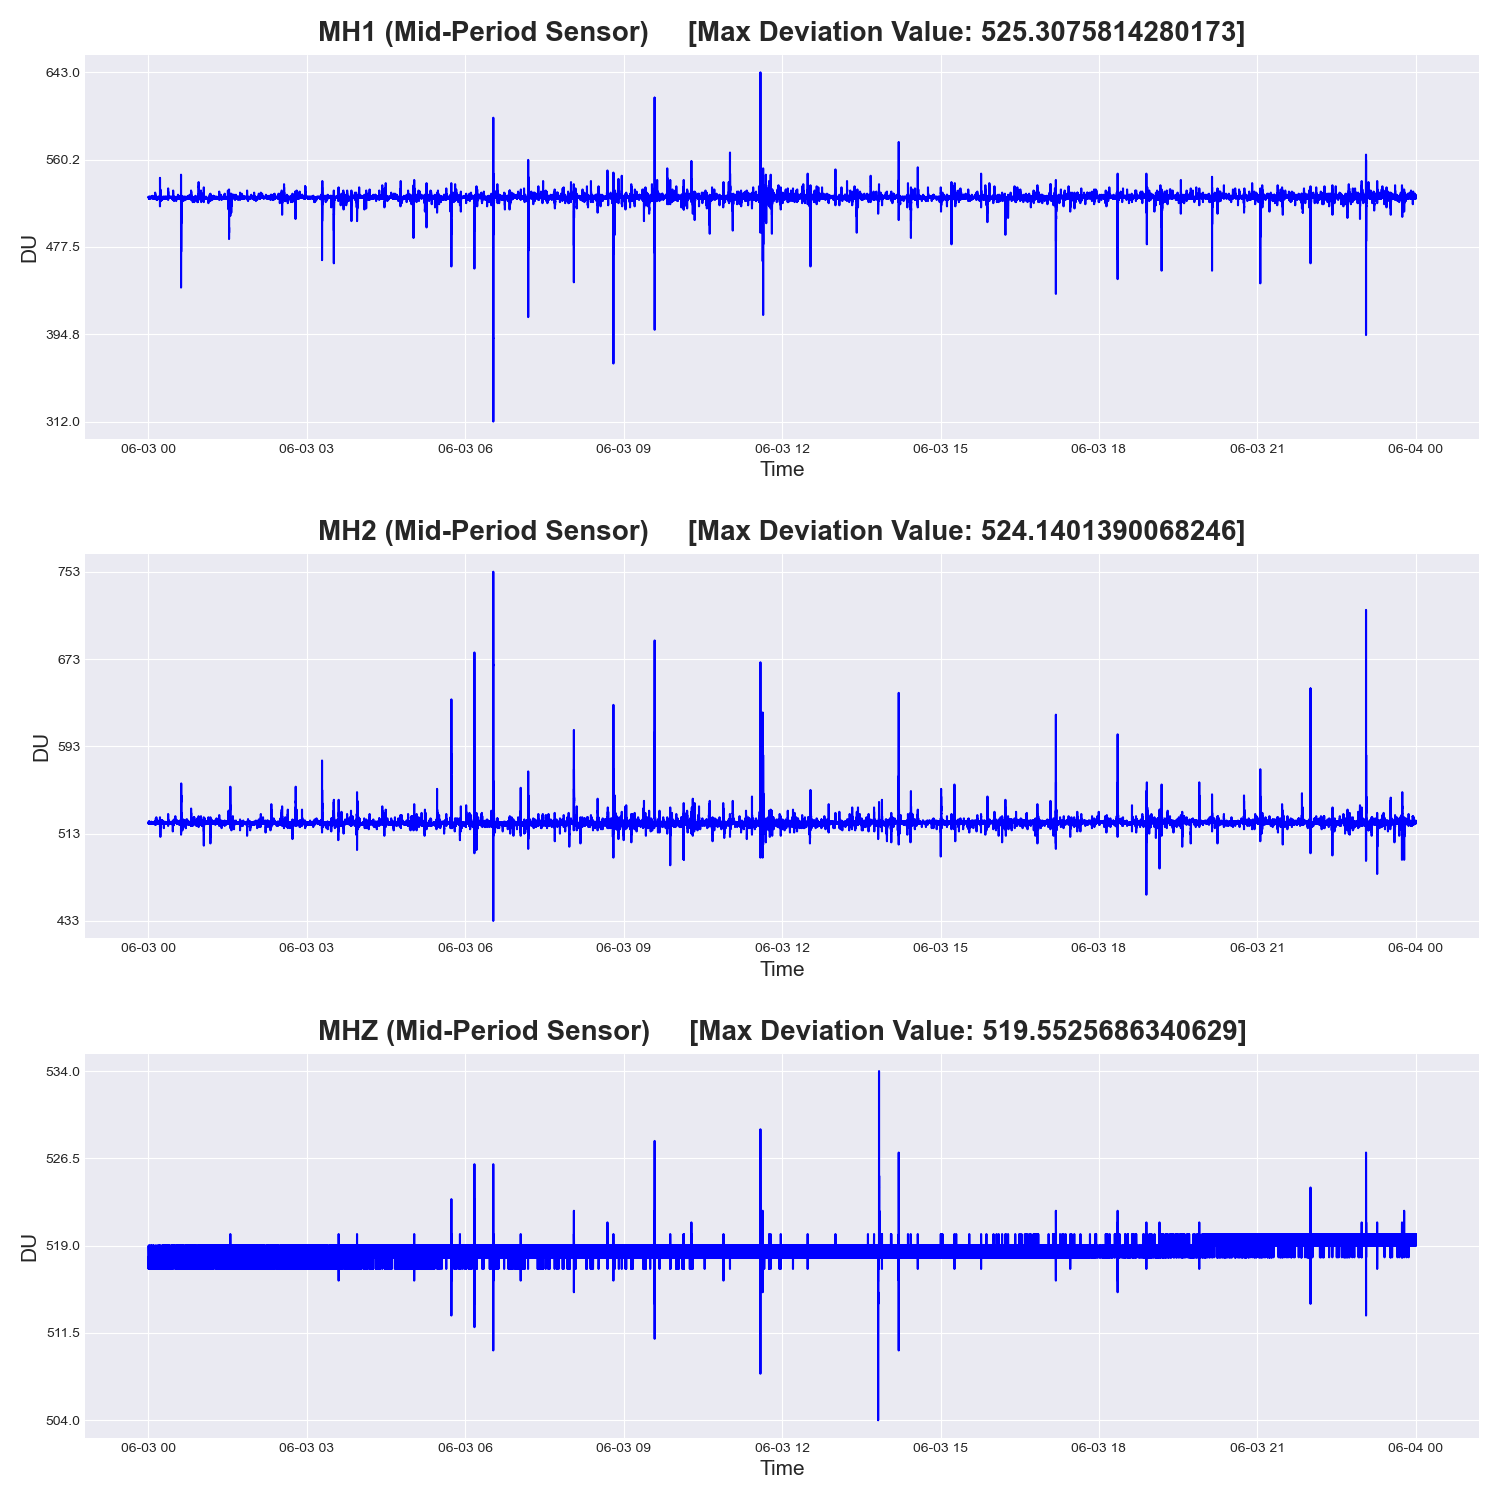 MH1 (Mid-Period Sensor) [Max Deviation Value: 525.3075814280173]
643.0
560.2
477.5
394.8
312.0
DU
06-03 00 06-03 03 06-03 06 06-03 09 06-03 12 06-03 15 06-03 18 06-03 21 06-04 00
Time
MH2 (Mid-Period Sensor) [Max Deviation Value: 524.1401390068246]
753
673
593
513
433
DU
06-03 00 06-03 03 06-03 06 06-03 09 06-03 12 06-03 15 06-03 18 06-03 21 06-04 00
Time
MHZ (Mid-Period Sensor) [Max Deviation Value: 519.5525686340629]
534.0
526.5
519.0
511.5
504.0
DU
06-03 00 06-03 03 06-03 06 06-03 09 06-03 12 06-03 15 06-03 18 06-03 21 06-04 00
Time